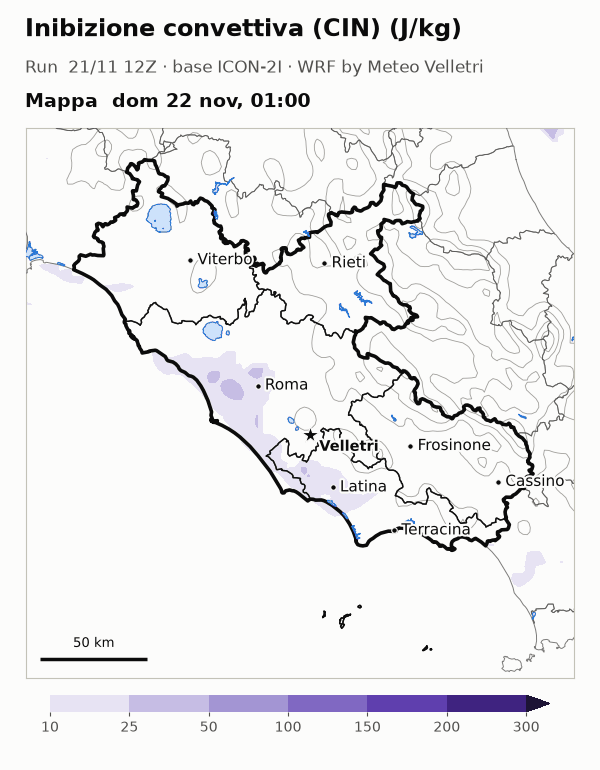 Inibizione convettiva (CIN) (J/kg)
Run  21/11 12Z · base ICON-2I · WRF by Meteo Velletri
Mappa  dom 22 nov, 01:00
Viterbo
Rieti
Roma
Velletri
Frosinone
Latina
Cassino
Terracina
50 km
10 25 50 100 150 200 300